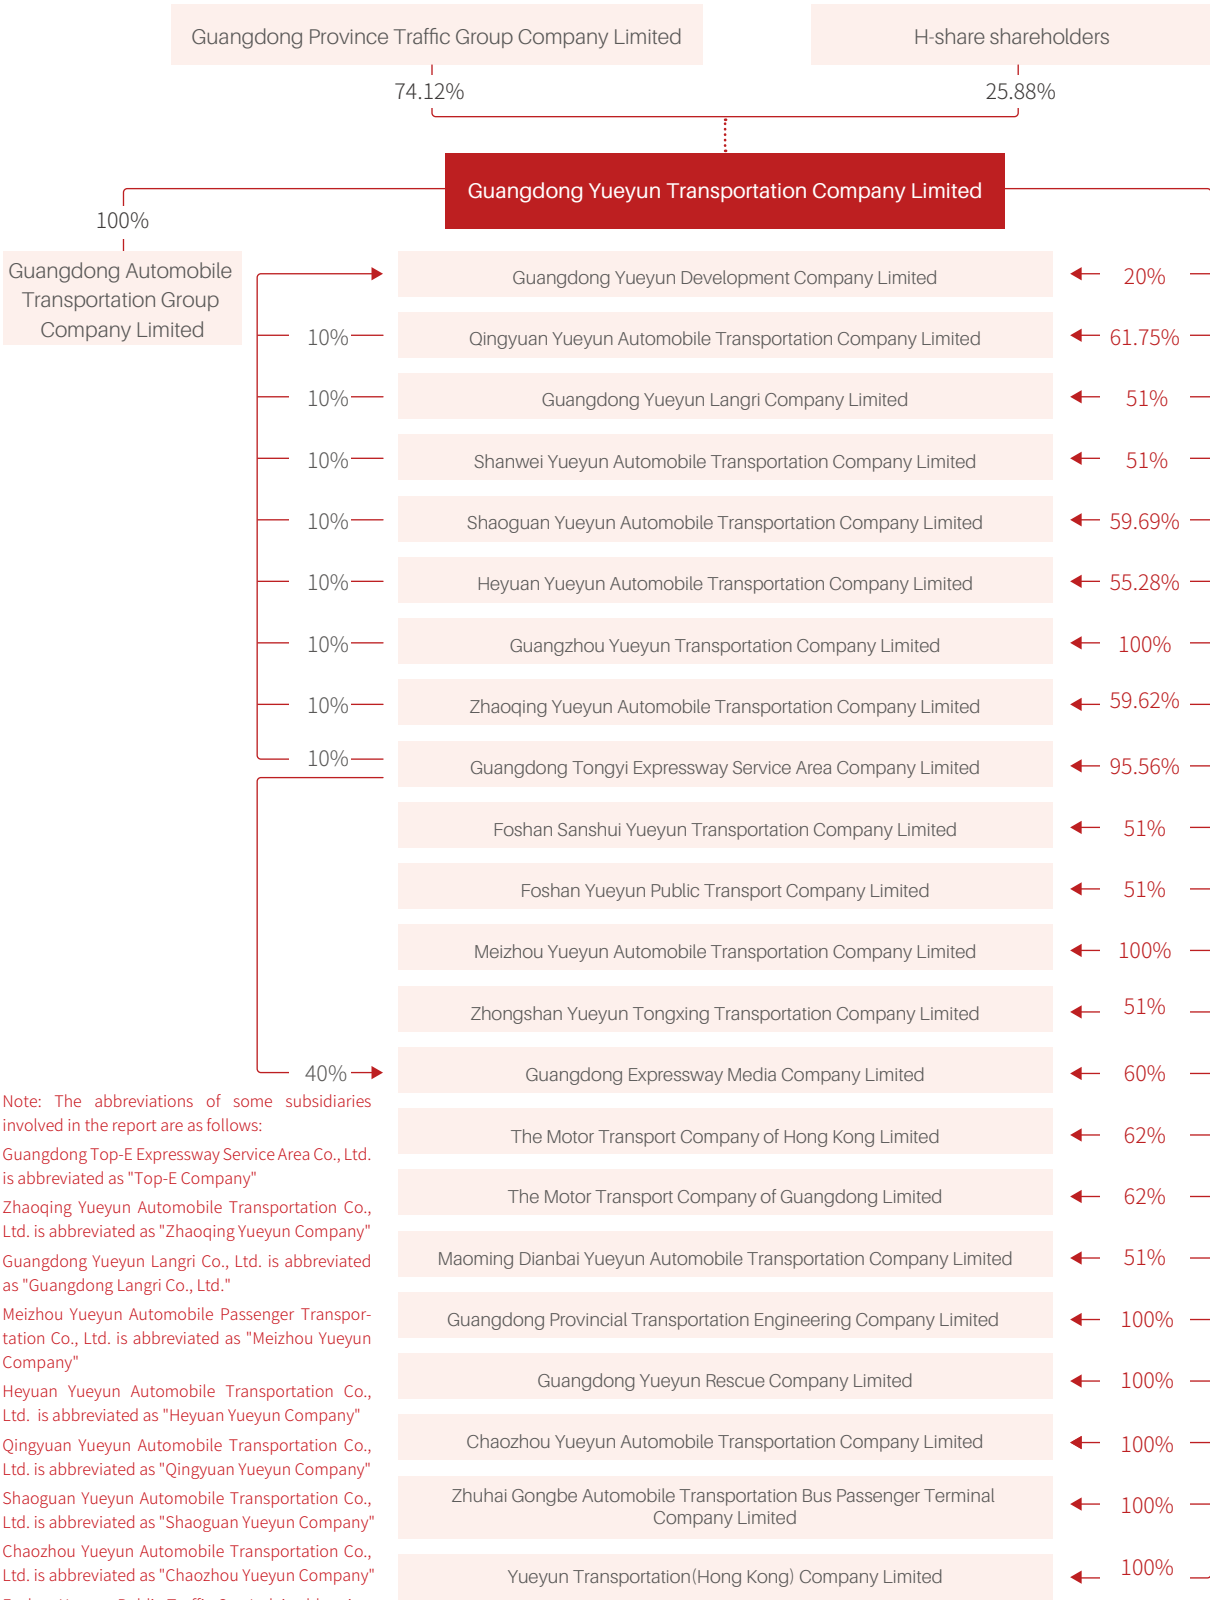 Guangdong Province Traffic Group Company Limited
H-share shareholders
74.12%
25.88%
Guangdong Yueyun Transportation Company Limited
100%
Guangdong Automobile
Transportation Group
Company Limited
Guangdong Yueyun Development Company Limited
20%
10%
Qingyuan Yueyun Automobile Transportation Company Limited
61.75%
10%
Guangdong Yueyun Langri Company Limited
51%
10%
Shanwei Yueyun Automobile Transportation Company Limited
51%
10%
Shaoguan Yueyun Automobile Transportation Company Limited
59.69%
10%
Heyuan Yueyun Automobile Transportation Company Limited
55.28%
10%
Guangzhou Yueyun Transportation Company Limited
100%
10%
Zhaoqing Yueyun Automobile Transportation Company Limited
59.62%
10%
Guangdong Tongyi Expressway Service Area Company Limited
95.56%
Foshan Sanshui Yueyun Transportation Company Limited
51%
Foshan Yueyun Public Transport Company Limited
51%
Meizhou Yueyun Automobile Transportation Company Limited
100%
Zhongshan Yueyun Tongxing Transportation Company Limited
51%
40%
Guangdong Expressway Media Company Limited
60%
The Motor Transport Company of Hong Kong Limited
62%
The Motor Transport Company of Guangdong Limited
62%
Maoming Dianbai Yueyun Automobile Transportation Company Limited
51%
Guangdong Provincial Transportation Engineering Company Limited
100%
Guangdong Yueyun Rescue Company Limited
100%
Chaozhou Yueyun Automobile Transportation Company Limited
100%
Zhuhai Gongbe Automobile Transportation Bus Passenger Terminal
Company Limited
100%
Yueyun Transportation(Hong Kong) Company Limited
100%
Note: The abbreviations of some subsidiaries
involved in the report are as follows:
Guangdong Top-E Expressway Service Area Co., Ltd.
is abbreviated as "Top-E Company"
Zhaoqing Yueyun Automobile Transportation Co.,
Ltd. is abbreviated as "Zhaoqing Yueyun Company"
Guangdong Yueyun Langri Co., Ltd. is abbreviated
as "Guangdong Langri Co., Ltd."
Meizhou Yueyun Automobile Passenger Transpor-
tation Co., Ltd. is abbreviated as "Meizhou Yueyun
Company"
Heyuan Yueyun Automobile Transportation Co.,
Ltd. is abbreviated as "Heyuan Yueyun Company"
Qingyuan Yueyun Automobile Transportation Co.,
Ltd. is abbreviated as "Qingyuan Yueyun Company"
Shaoguan Yueyun Automobile Transportation Co.,
Ltd. is abbreviated as "Shaoguan Yueyun Company"
Chaozhou Yueyun Automobile Transportation Co.,
Ltd. is abbreviated as "Chaozhou Yueyun Company"